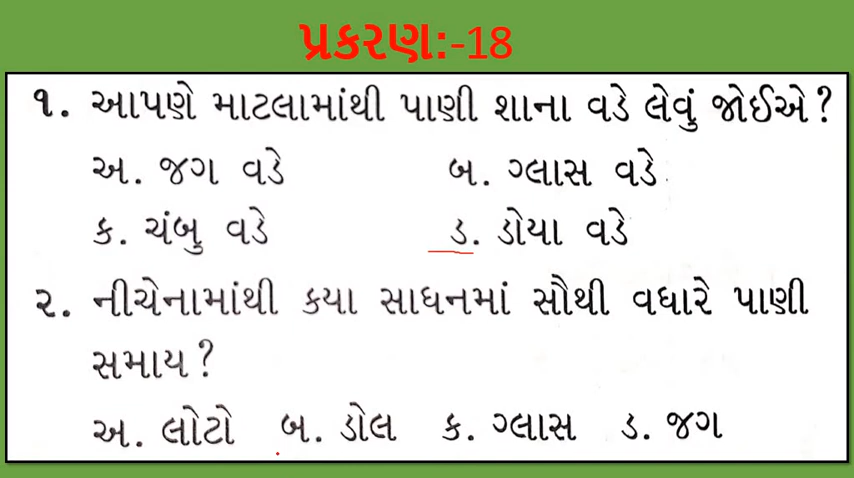 પ્રકરણ:-18
૧. આપણે માટલામાંથી પાણી શાના વડે લેવું જોઈએ?
અ. જગ વડે બ. ગ્લાસ વડે
ક. ચંબુ વડે ડ. ડોયા વડે
૨. નીચેનામાંથી કયા સાધનમાં સૌથી વધારે પાણી
સમાય?
અ. લોટો બ. ડોલ ક. ગ્લાસ ડ. જગ